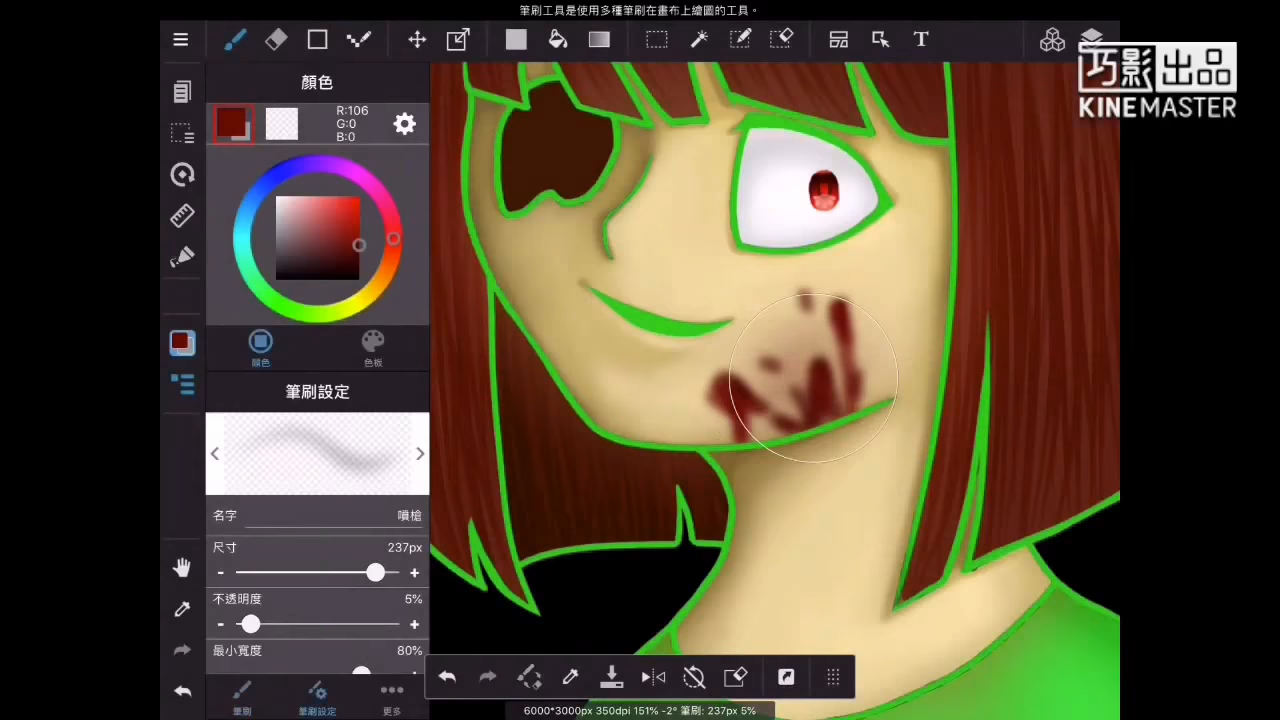 筆刷工具是使用多種筆刷在畫布上繪圖的工具。
T
巧影出品
KINEMASTER
顏色
R:106
G:0
B:0
顏色
色板
筆刷設定
名字
噴槍
尺寸
237px
- +
不透明度
5%
- +
最小寬度
80%
筆刷
筆刷設定
更多
6000*3000px 350dpi 151% -2° 筆刷: 237px 5%